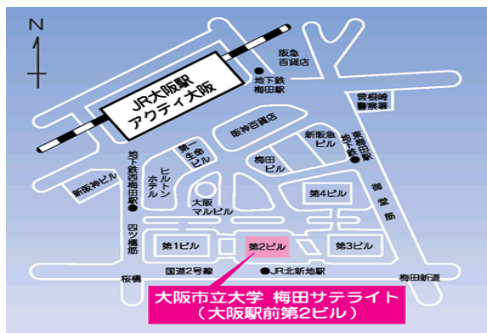 N
阪急
百貨店
JR大阪駅
アクティ大阪
地下鉄
梅田駅
曽根崎
警察署
阪神百貨店
新阪急
ビル
地下鉄
東梅田駅
第一
生命
ビル
梅田
ビル
地下鉄西梅田駅
ヒルトン
ホテル
新阪神ビル
大阪
マルビル
第4ビル
御堂筋
四ツ橋筋
第1ビル
第2ビル
第3ビル
桜橋
国道2号線
JR北新地駅
梅田新道
大阪市立大学 梅田サテライト
(大阪駅前第2ビル)